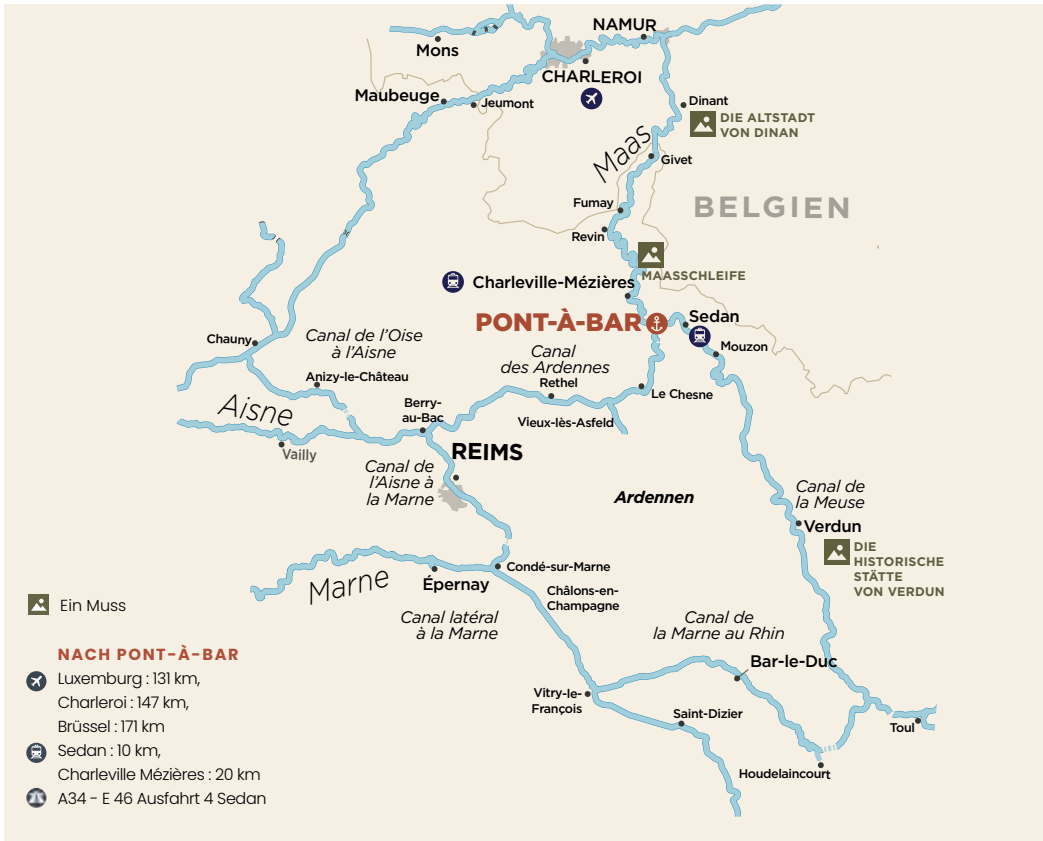 NAMUR
Mons
CHARLEROI
Maubeuge
Jeumont
Dinant
DIE ALTSTADT
VON DINAN
Maas
Givet
BELGIEN
Fumay
Revin
MAASSCHLEIFE
Charleville-Mézières
PONT-À-BAR
Sedan
Mouzon
Chauny
Canal de l'Oise
à l'Aisne
Anizy-le-Château
Canal
des Ardennes
Rethel
Le Chesne
Aisne
Berry-
au-Bac
Vieux-lès-Asfeld
Vailly
REIMS
Canal de
l'Aisne à
la Marne
Ardennen
Canal de
la Meuse
Verdun
DIE
HISTORISCHE
STÄTTE
VON VERDUN
Marne
Épernay
Condé-sur-Marne
Châlons-en-
Champagne
Canal latéral
à la Marne
Canal de
la Marne au Rhin
Bar-le-Duc
Vitry-le-
François
Saint-Dizier
Toul
Houdelaincourt
Ein Muss
NACH PONT-À-BAR
Luxemburg : 131 km,
Charleroi : 147 km,
Brüssel : 171 km
Sedan : 10 km,
Charleville Mézières : 20 km
A34 - E 46 Ausfahrt 4 Sedan